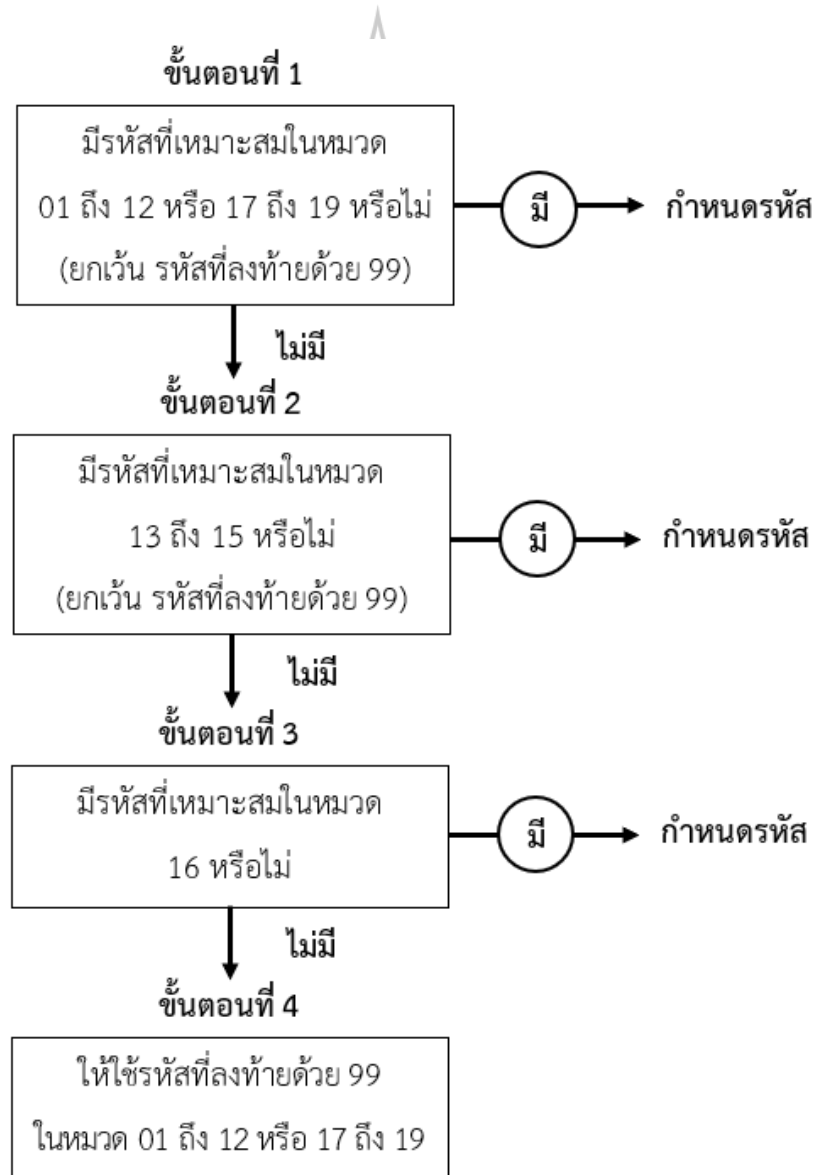 ขั้นตอนที่ 1
มีรหัสที่เหมาะสมในหมวด
01 ถึง 12 หรือ 17 ถึง 19 หรือไม่
(ยกเว้น รหัสที่ลงท้ายด้วย 99)
มี
กำหนดรหัส
ไม่มี
ขั้นตอนที่ 2
มีรหัสที่เหมาะสมในหมวด
13 ถึง 15 หรือไม่
(ยกเว้น รหัสที่ลงท้ายด้วย 99)
มี
กำหนดรหัส
ไม่มี
ขั้นตอนที่ 3
มีรหัสที่เหมาะสมในหมวด
16 หรือไม่
มี
กำหนดรหัส
ไม่มี
ขั้นตอนที่ 4
ให้ใช้รหัสที่ลงท้ายด้วย 99
ในหมวด 01 ถึง 12 หรือ 17 ถึง 19